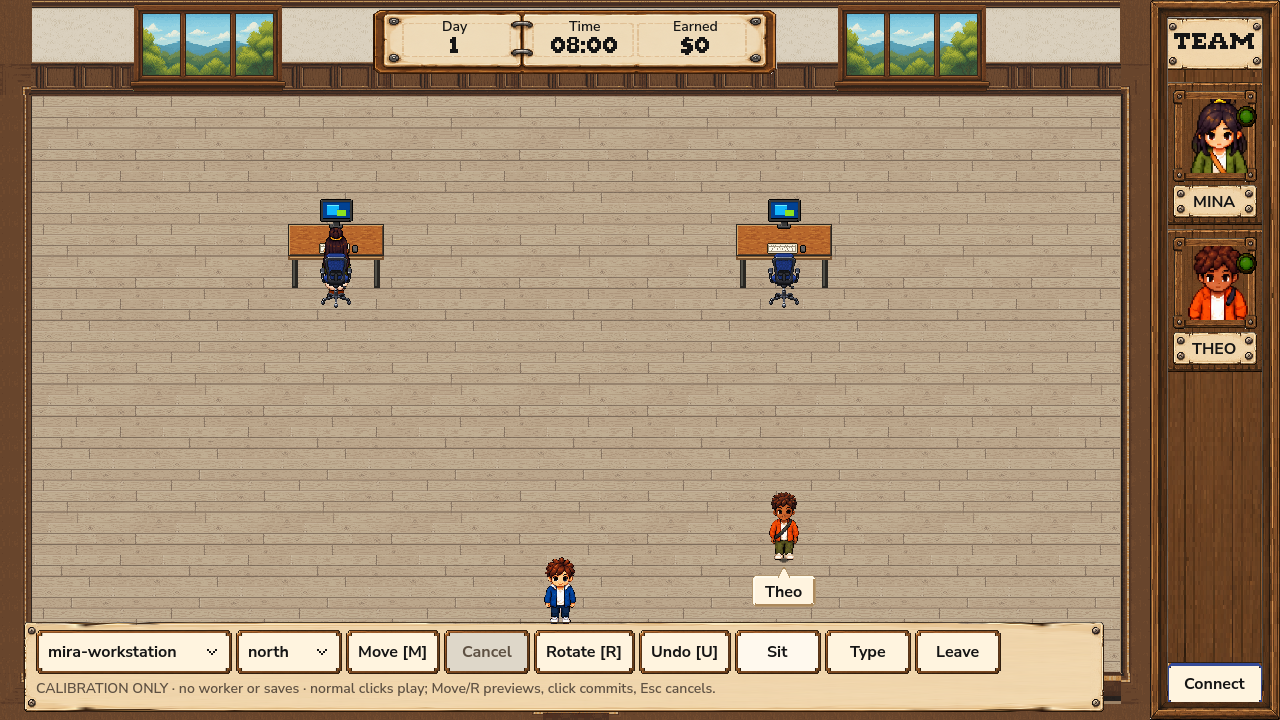 Day
1
Time
08:00
Earned
$0
TEAM
MINA
THEO
Theo
mira-workstation
north
Move [M]
Cancel
Rotate [R]
Undo [U]
Sit
Type
Leave
CALIBRATION ONLY · no worker or saves · normal clicks play; Move/R previews, click commits, Esc cancels.
Connect